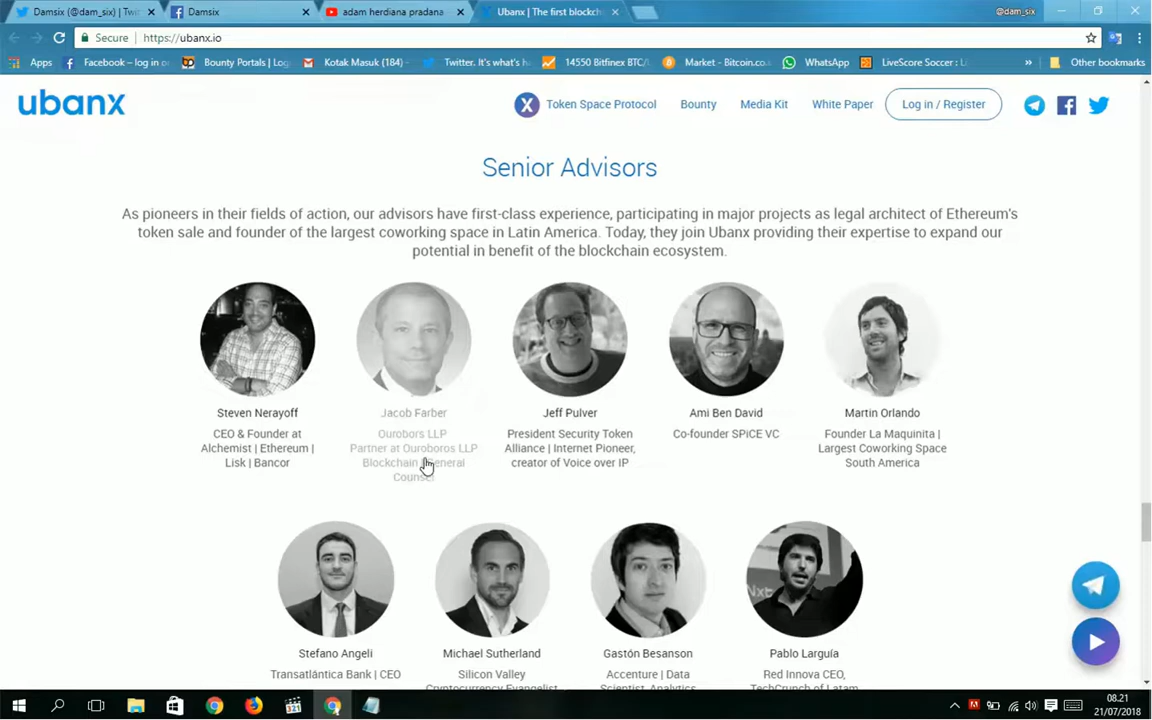 Damsix (@dam_six) | Twi
Damsix
adam herdiana pradana
Ubanx | The first blockch
@dam_six
Secure | https://ubanx.io
Apps
Facebook – log in o
Bounty Portals | Log
Kotak Masuk (184) –
Twitter. It's what's h
14550 Bitfinex BTC/
Market - Bitcoin.co
WhatsApp
LiveScore Soccer :
»
Other bookmarks
ubanx
X
Token Space Protocol
Bounty
Media Kit
White Paper
Log in / Register
Senior Advisors
As pioneers in their fields of action, our advisors have first-class experience, participating in major projects as legal architect of Ethereum's
token sale and founder of the largest coworking space in Latin America. Today, they join Ubanx providing their expertise to expand our
potential in benefit of the blockchain ecosystem.
Steven Nerayoff
CEO & Founder at
Alchemist | Ethereum |
Lisk | Bancor
Jacob Farber
Ourobors LLP
Partner at Ouroboros LLP
Blockchain General
Counsel
Jeff Pulver
President Security Token
Alliance | Internet Pioneer,
creator of Voice over IP
Ami Ben David
Co-founder SPiCE VC
Martin Orlando
Founder La Maquinita |
Largest Coworking Space
South America
Stefano Angeli
Transatlántica Bank | CEO
Michael Sutherland
Silicon Valley
Cryptocurrency Evangelist
Gastón Besanson
Accenture | Data
Scientist, Analytics
Pablo Larguía
Red Innova CEO,
TechCrunch of Latam
08.21
21/07/2018